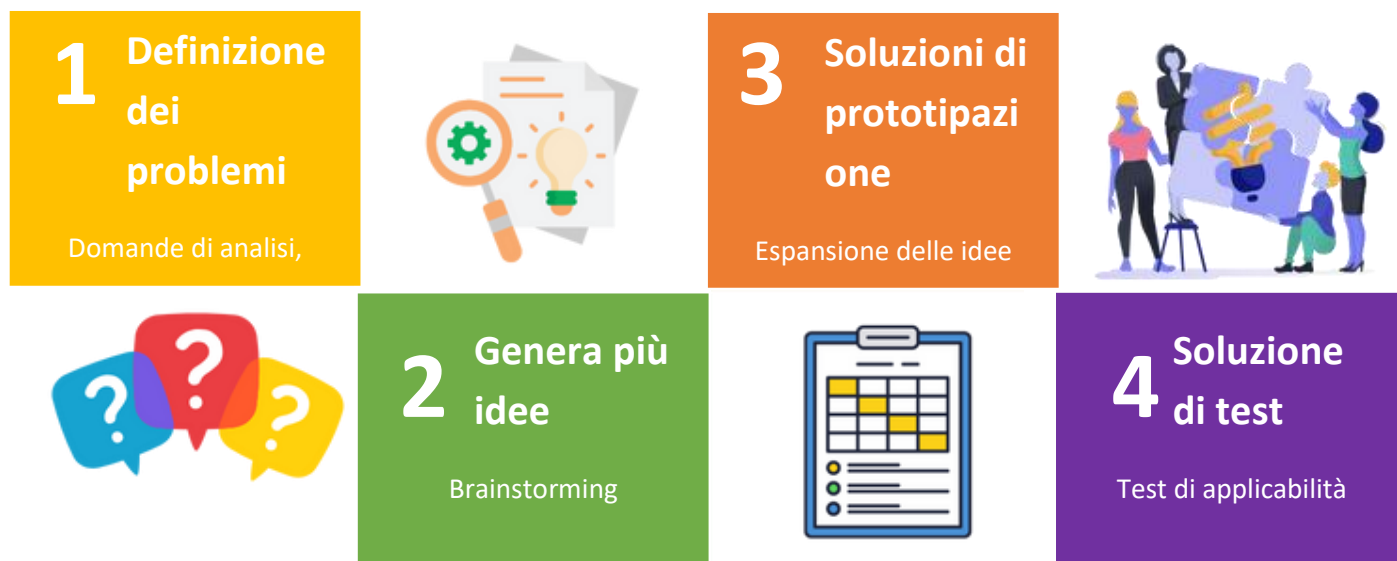 1
Definizione
dei
problemi
Domande di analisi,
2
Genera più
idee
Brainstorming
3
Soluzioni di
prototipazi
one
Espansione delle idee
4
Soluzione
di test
Test di applicabilità
? ? ?